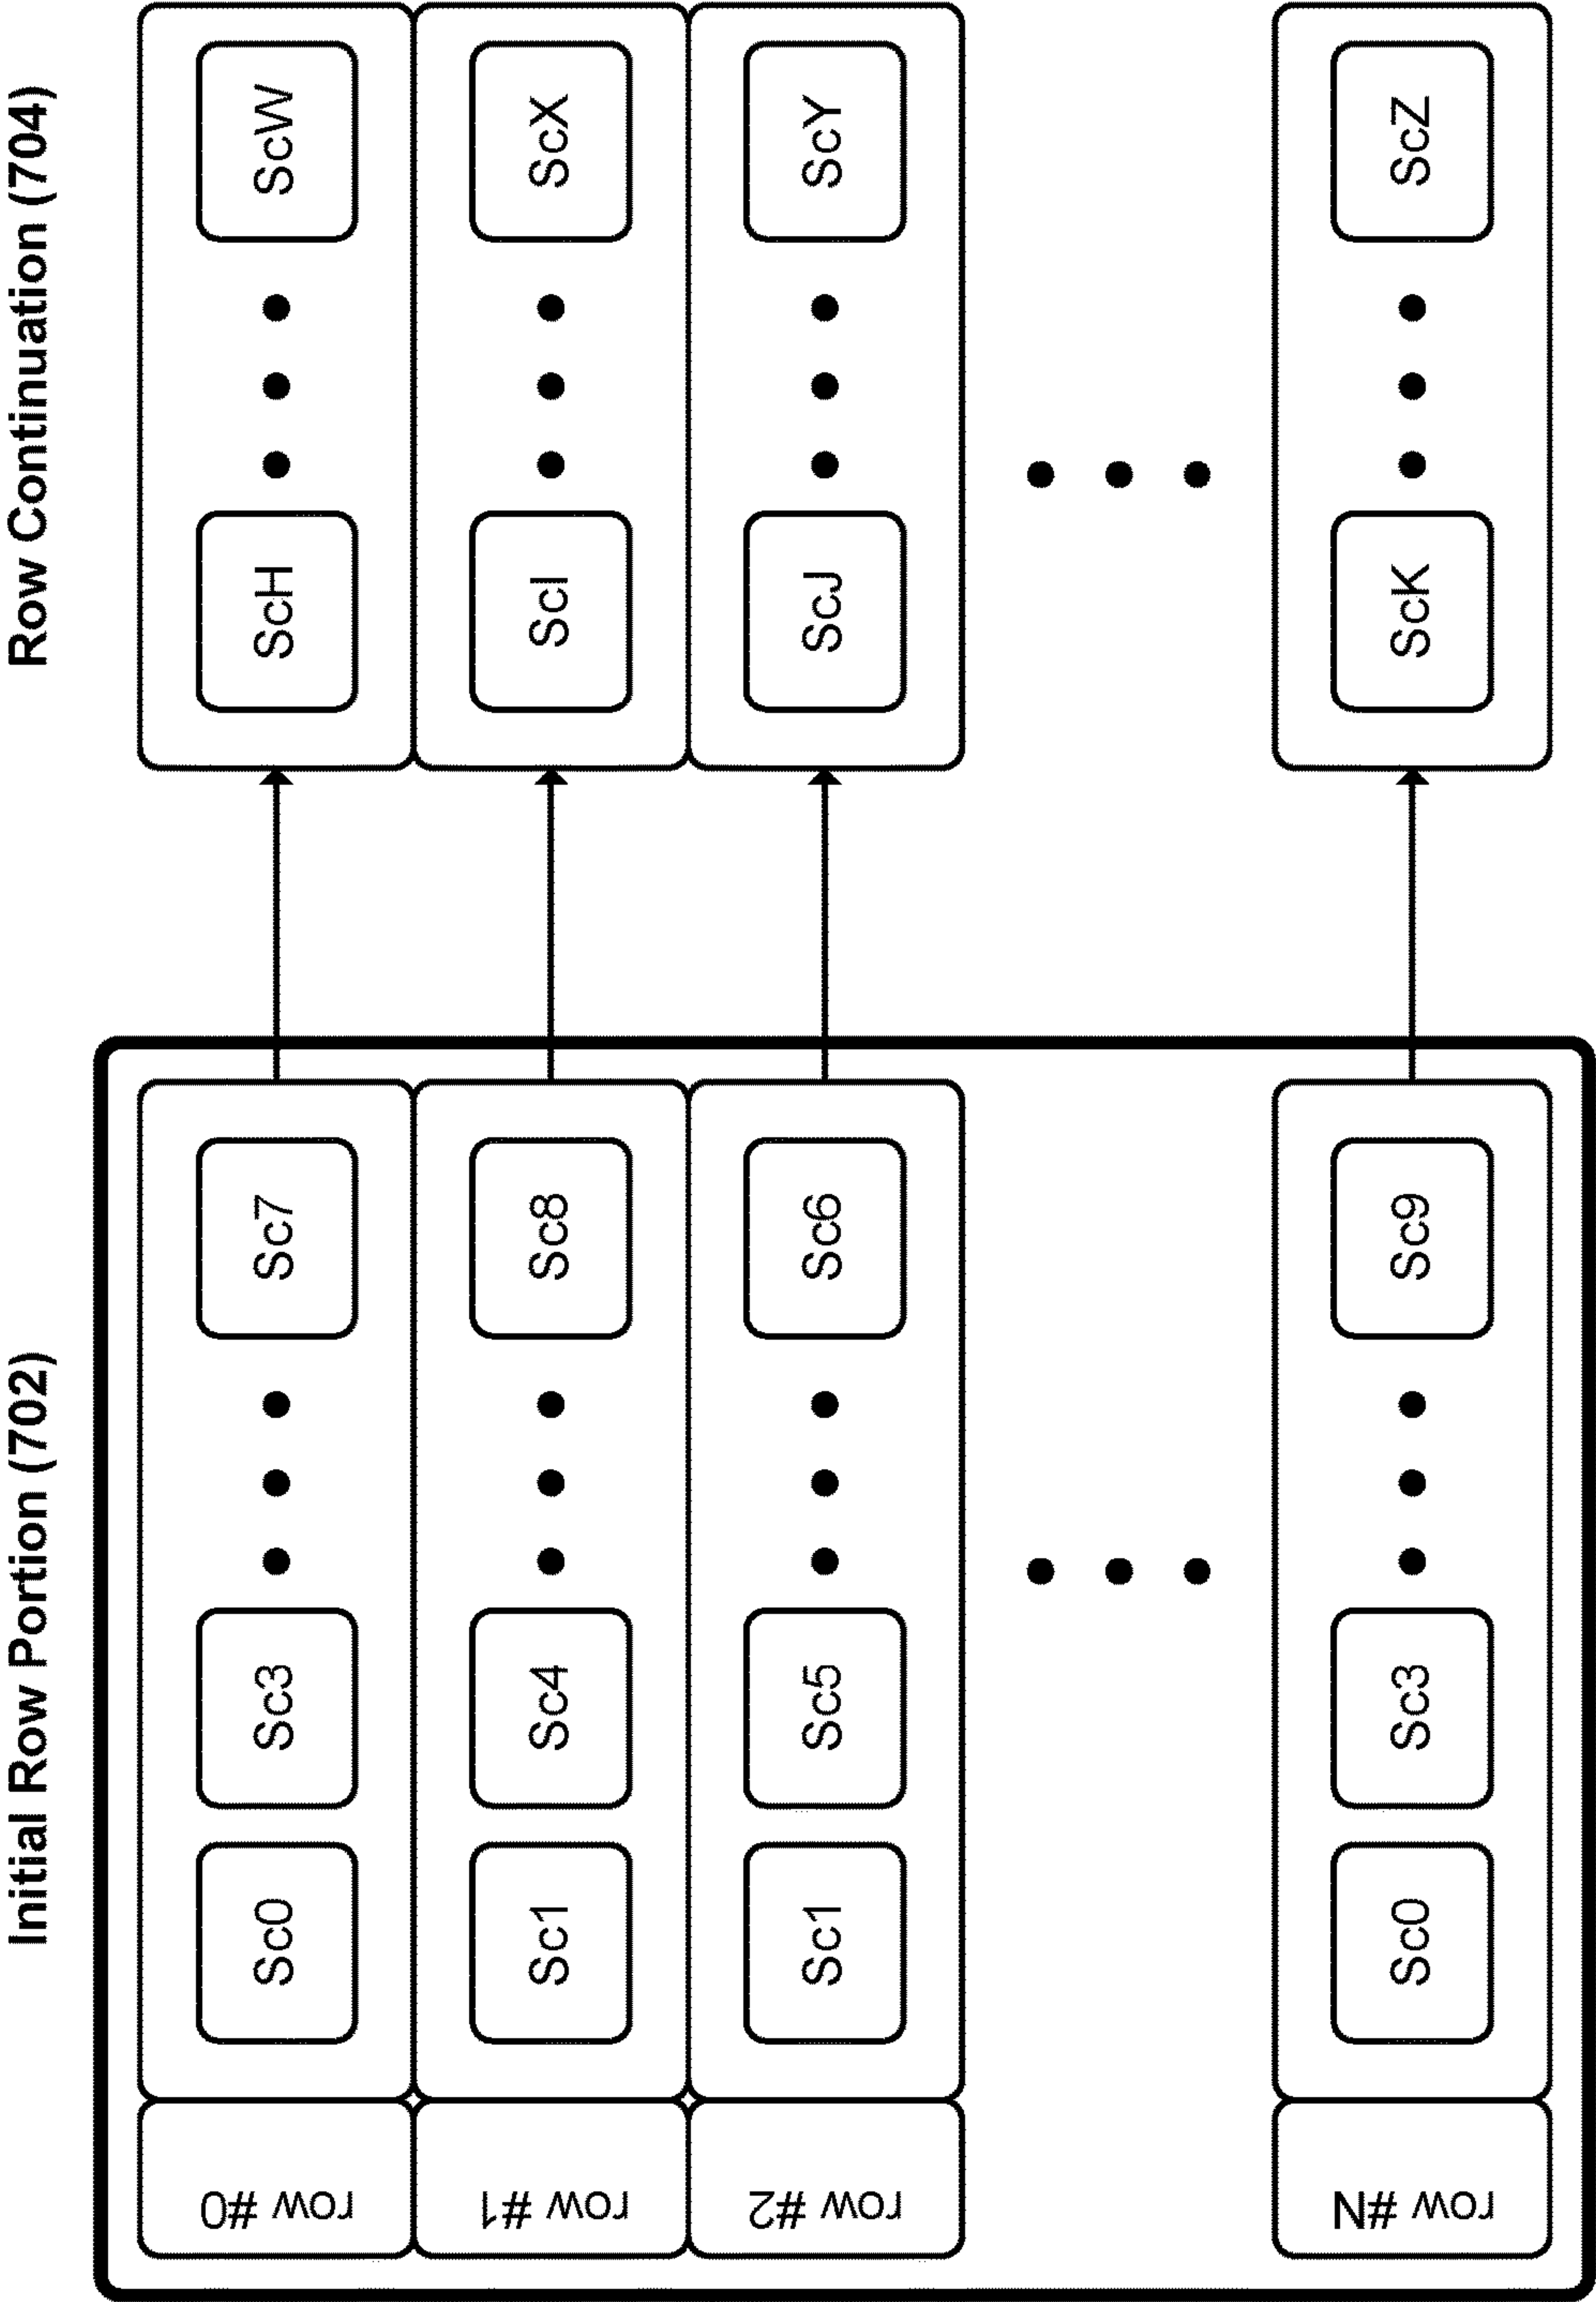 Initial Row Portion (702)
Row Continuation (704)
row #0
Sc0
Sc3
Sc7
ScH
ScW
row #1
Sc1
Sc4
Sc8
ScI
ScX
row #2
Sc1
Sc5
Sc6
ScJ
ScY
row #N
Sc0
Sc3
Sc9
ScK
ScZ